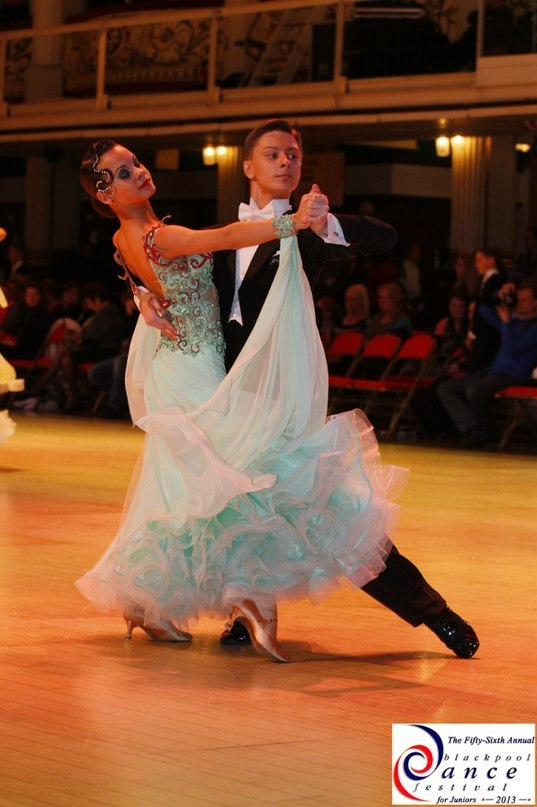 The Fifty-Sixth Annual
blackpool
Dance
festival
for Juniors 2013